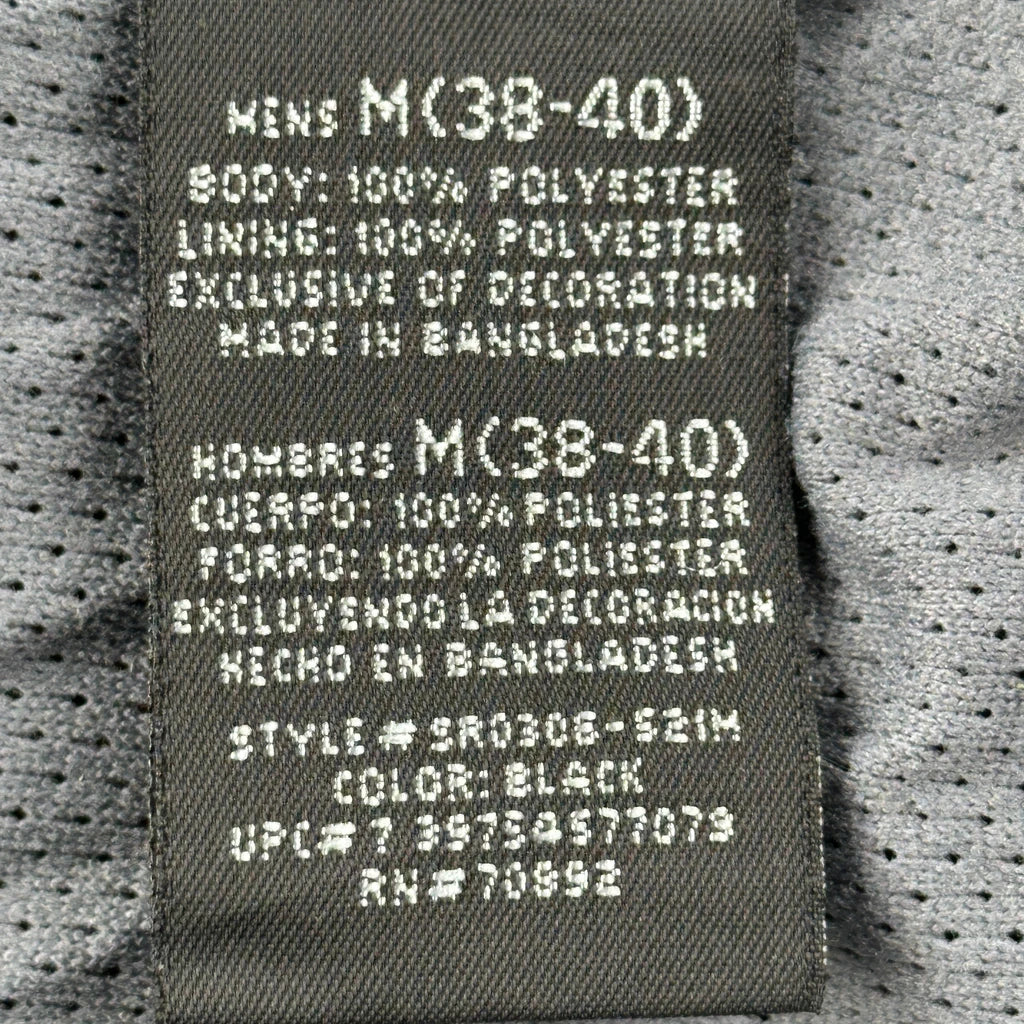 MENS M(38-40)
BODY: 100% POLYESTER
LINING: 100% POLYESTER
EXCLUSIVE OF DECORATION
MADE IN BANGLADESH
HOMBRES M(38-40)
CUERPO: 100% POLIESTER
FORRO: 100% POLIESTER
EXCLUYENDO LA DECORACION
HECHO EN BANGLADESH
STYLE # SR0306-S21M
COLOR: BLACK
UPC# 7
RN# 70892